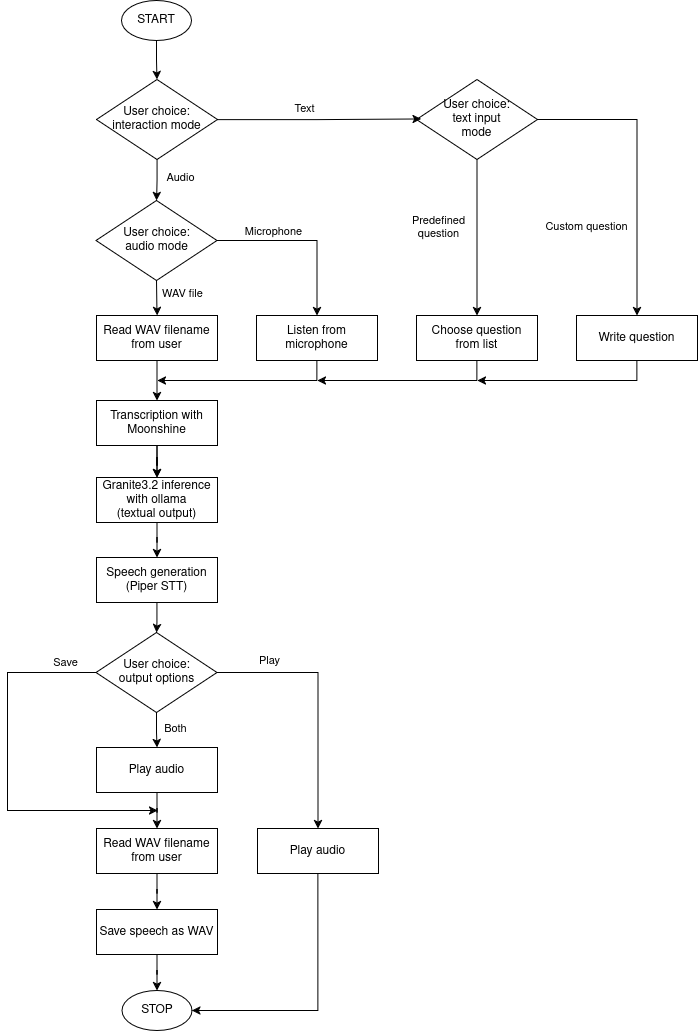 START
User choice:
interaction mode
Text
User choice:
text input
mode
Audio
User choice:
audio mode
Microphone
Predefined
question
Custom question
WAV file
Read WAV filename
from user
Listen from
microphone
Choose question
from list
Write question
Transcription with
Moonshine
Granite3.2 inference
with ollama
(textual output)
Speech generation
(Piper STT)
User choice:
output options
Save
Play
Both
Play audio
Read WAV filename
from user
Play audio
Save speech as WAV
STOP